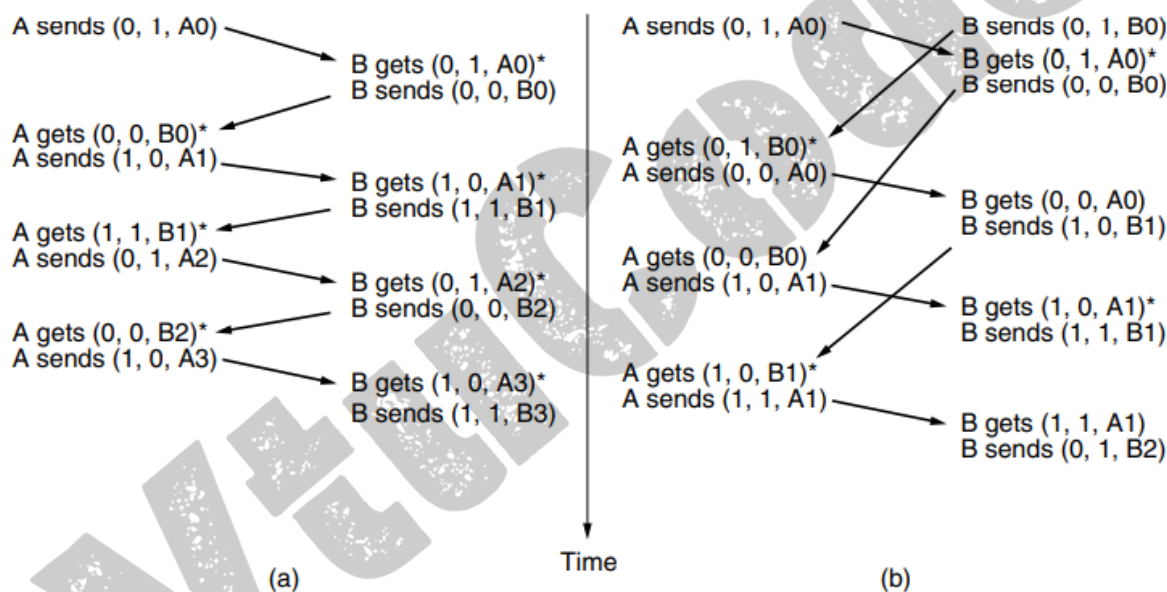 A sends (0, 1, A0)
B gets (0, 1, A0)*
B sends (0, 0, B0)
A gets (0, 0, B0)*
A sends (1, 0, A1)
B gets (1, 0, A1)*
B sends (1, 1, B1)
A gets (1, 1, B1)*
A sends (0, 1, A2)
B gets (0, 1, A2)*
B sends (0, 0, B2)
A gets (0, 0, B2)*
A sends (1, 0, A3)
B gets (1, 0, A3)*
B sends (1, 1, B3)
(a)
Time
A sends (0, 1, A0)
B sends (0, 1, B0)
B gets (0, 1, A0)*
B sends (0, 0, B0)
A gets (0, 1, B0)*
A sends (0, 0, A0)
B gets (0, 0, A0)
B sends (1, 0, B1)
A gets (0, 0, B0)
A sends (1, 0, A1)
B gets (1, 0, A1)*
B sends (1, 1, B1)
A gets (1, 0, B1)*
A sends (1, 1, A1)
B gets (1, 1, A1)
B sends (0, 1, B2)
(b)